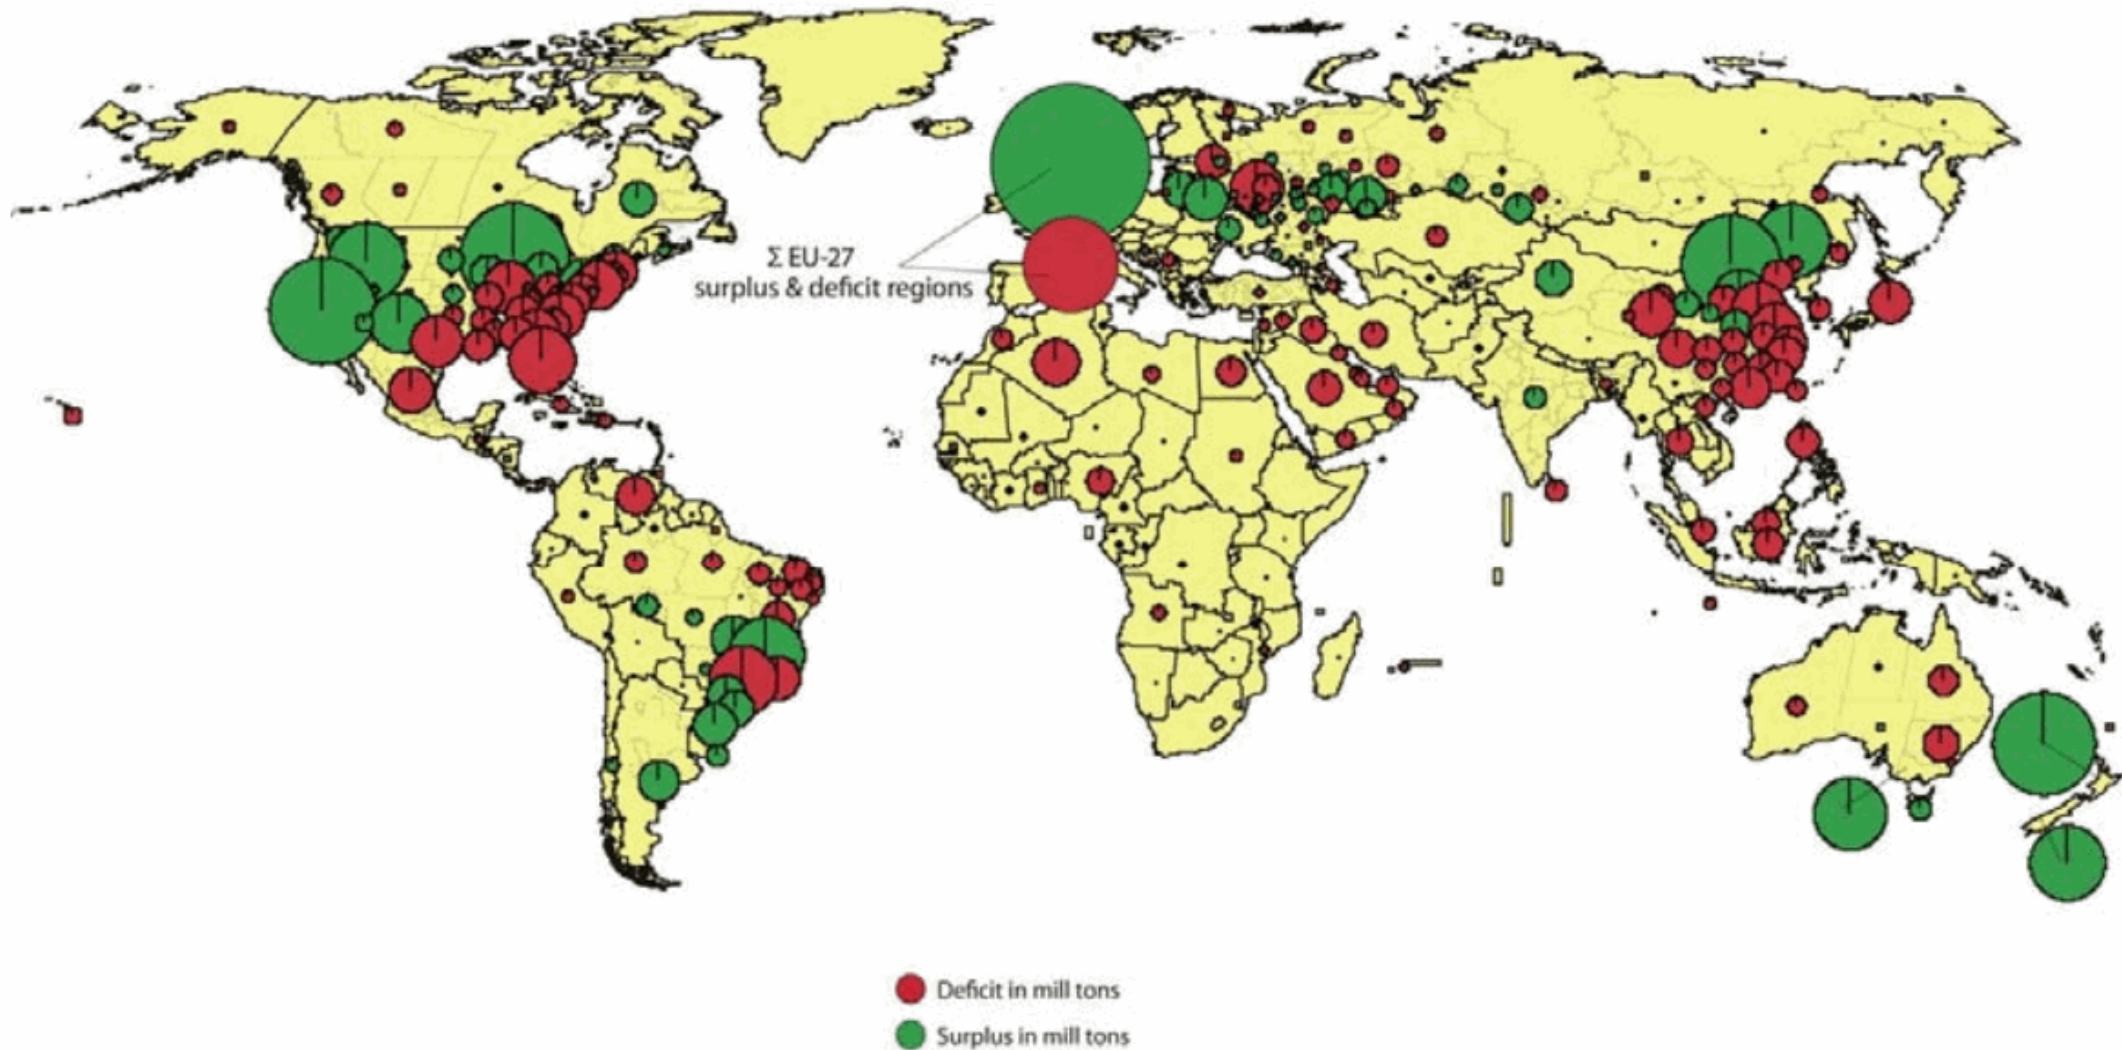 Σ EU-27
surplus & deficit regions
Deficit in mill tons
Surplus in mill tons